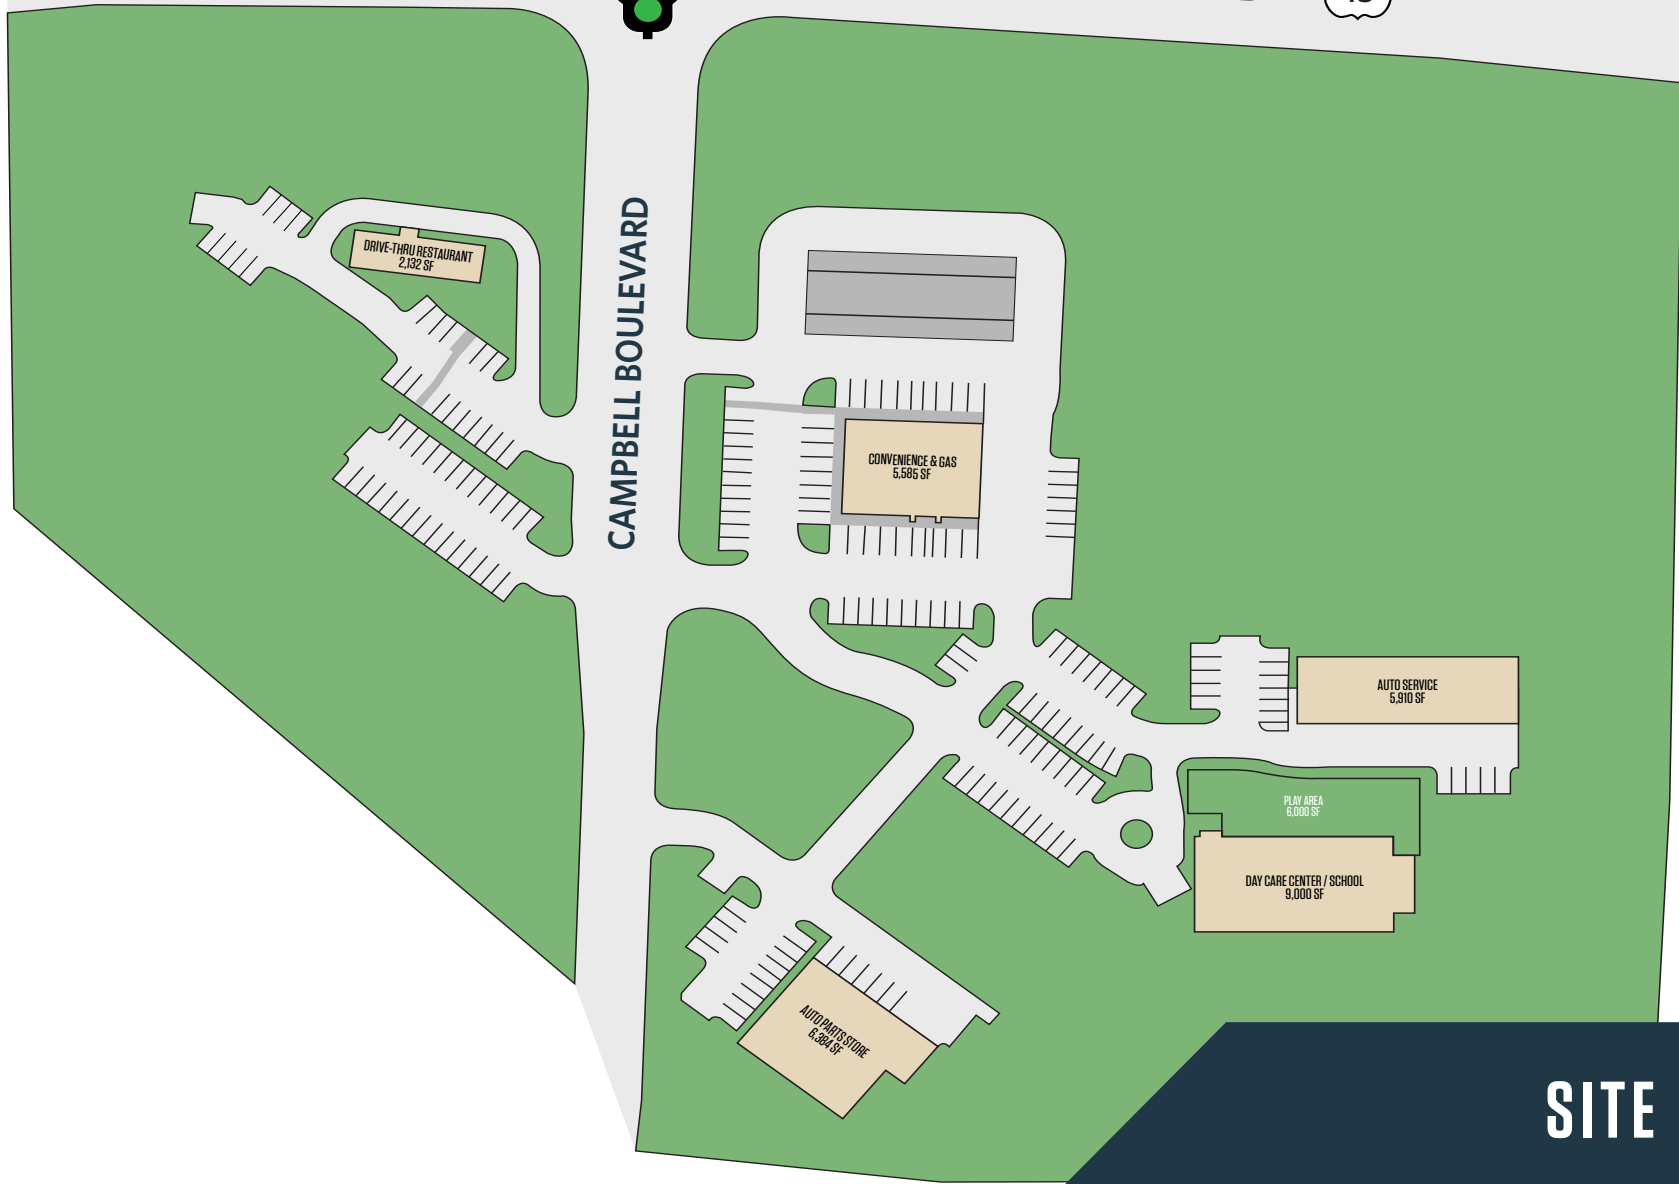 CAMPBELL BOULEVARD
DRIVE-THRU RESTAURANT
2,132 SF
CONVENIENCE & GAS
5,585 SF
AUTO SERVICE
5,910 SF
PLAY AREA
6,000 SF
DAY CARE CENTER / SCHOOL
9,000 SF
AUTO PARTS STORE
6,384 SF
SITE